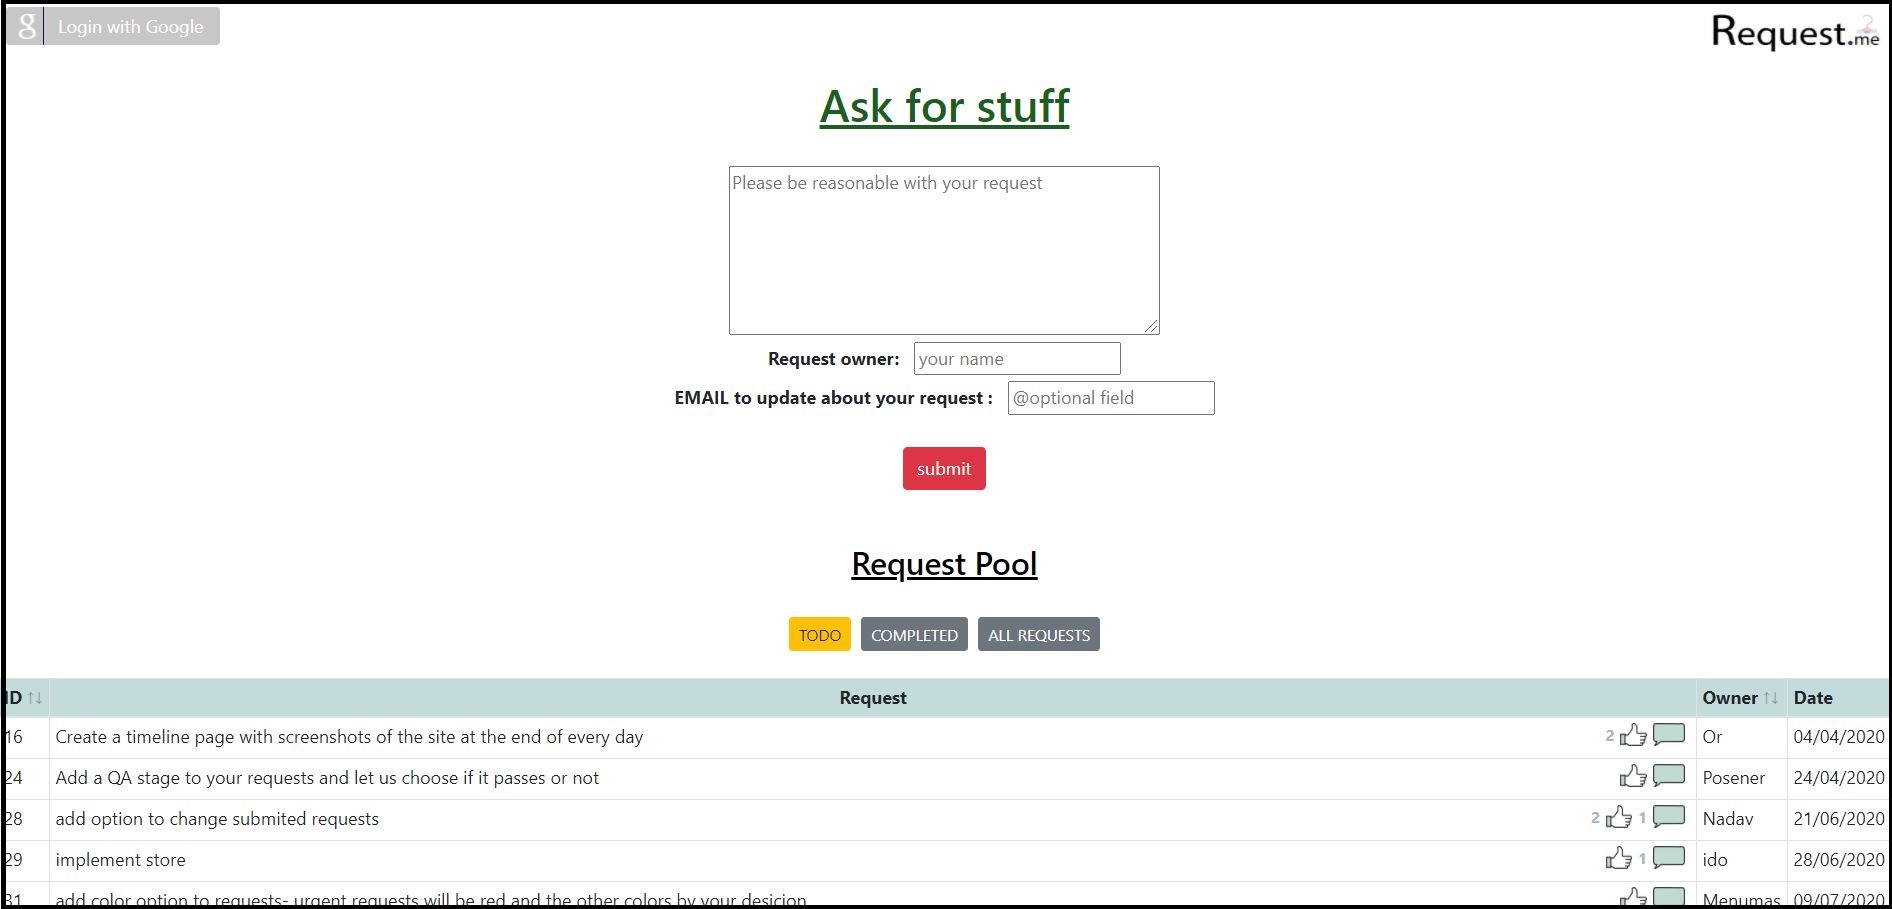 g Login with Google
Request.me
Ask for stuff
Please be reasonable with your request
Request owner: your name
EMAIL to update about your request : @optional field
submit
Request Pool
TODO COMPLETED ALL REQUESTS
ID ↑↓ Request Owner ↑↓ Date
16 Create a timeline page with screenshots of the site at the end of every day 2 Or 04/04/2020
24 Add a QA stage to your requests and let us choose if it passes or not Posener 24/04/2020
28 add option to change submited requests 2 1 Nadav 21/06/2020
29 implement store 1 ido 28/06/2020
31 add color option to requests- urgent requests will be red and the other colors by your desicion Menumas 09/07/2020